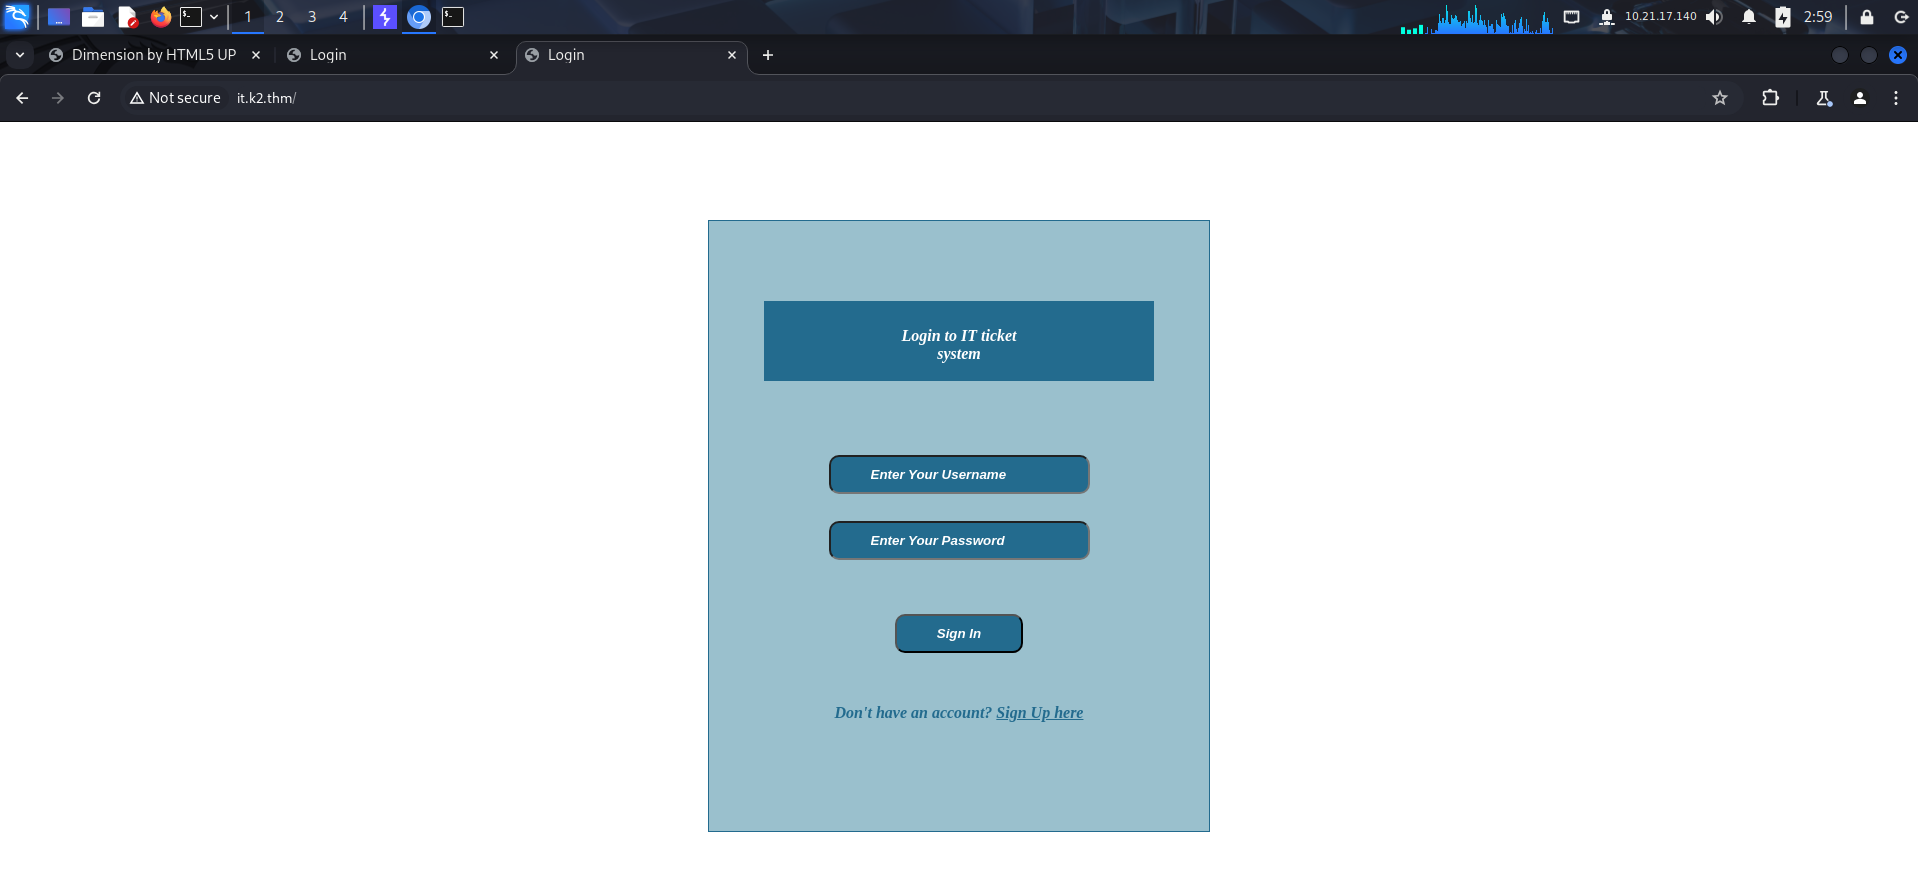 1 2 3 4 10.21.17.140 2:59
Dimension by HTML5 UP Login Login
Not secure it.k2.thm/
Login to IT ticket
system
Enter Your Username
Enter Your Password
Sign In
Don't have an account? Sign Up here